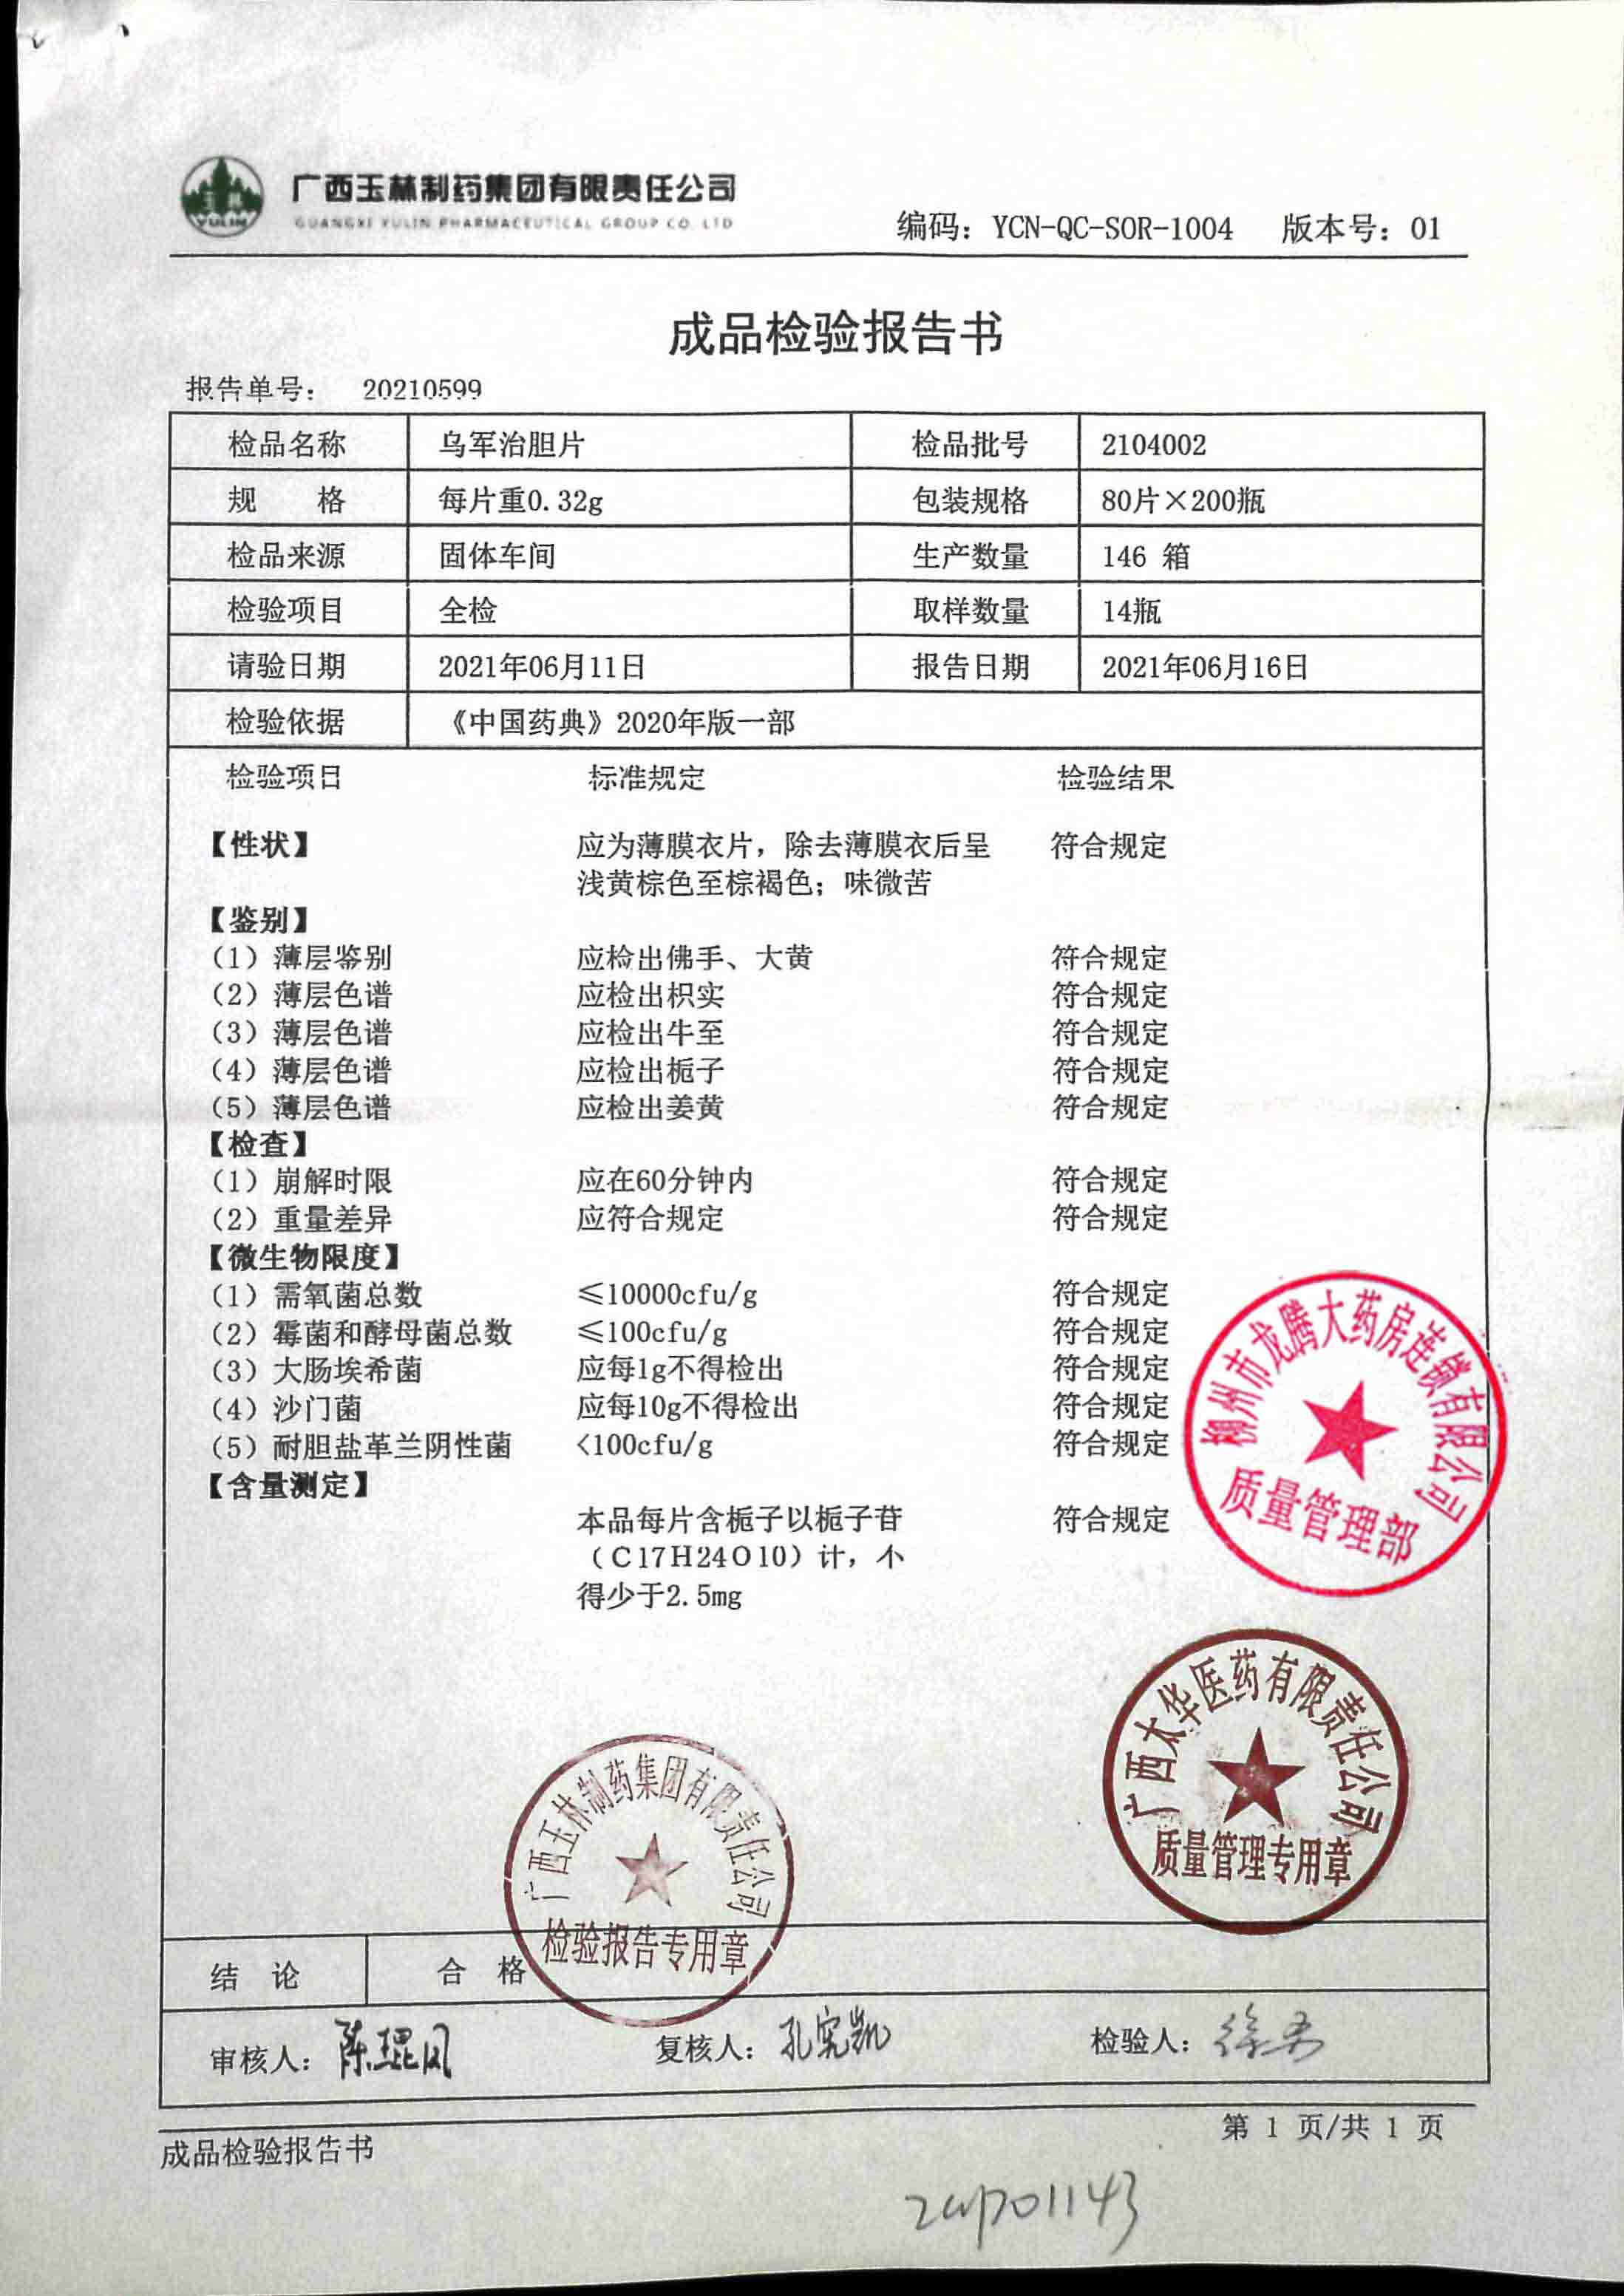 广西玉林制药集团有限责任公司
GUANGXI YULIN PHARMACEUTICAL GROUP CO. LTD
玉林
YULIN
编码：YCN-QC-SOR-1004 版本号：01
成品检验报告书
报告单号： 20210599
检品名称 乌军治胆片 检品批号 2104002
规 格 每片重0.32g 包装规格 80片×200瓶
检品来源 固体车间 生产数量 146 箱
检验项目 全检 取样数量 14瓶
请验日期 2021年06月11日 报告日期 2021年06月16日
检验依据 《中国药典》2020年版一部
检验项目 标准规定 检验结果
【性状】 应为薄膜衣片，除去薄膜衣后呈 符合规定
浅黄棕色至棕褐色；味微苦
【鉴别】
（1）薄层鉴别 应检出佛手、大黄 符合规定
（2）薄层色谱 应检出枳实 符合规定
（3）薄层色谱 应检出牛至 符合规定
（4）薄层色谱 应检出栀子 符合规定
（5）薄层色谱 应检出姜黄 符合规定
【检查】
（1）崩解时限 应在60分钟内 符合规定
（2）重量差异 应符合规定 符合规定
【微生物限度】
（1）需氧菌总数 ≤10000cfu/g 符合规定
（2）霉菌和酵母菌总数 ≤100cfu/g 符合规定
（3）大肠埃希菌 应每1g不得检出 符合规定
（4）沙门菌 应每10g不得检出 符合规定
（5）耐胆盐革兰阴性菌 <100cfu/g 符合规定
【含量测定】
本品每片含栀子以栀子苷 符合规定
（C17H24O10）计，不
得少于2.5mg
柳州市龙腾大药房连锁有限公司
质量管理部
广西太华医药有限责任公司
质量管理专用章
广西玉林制药集团有限责任公司
检验报告专用章
结 论 合 格
审核人：陈琨凤 复核人：孔宪凯 检验人：徐
第 1 页/共 1 页
成品检验报告书